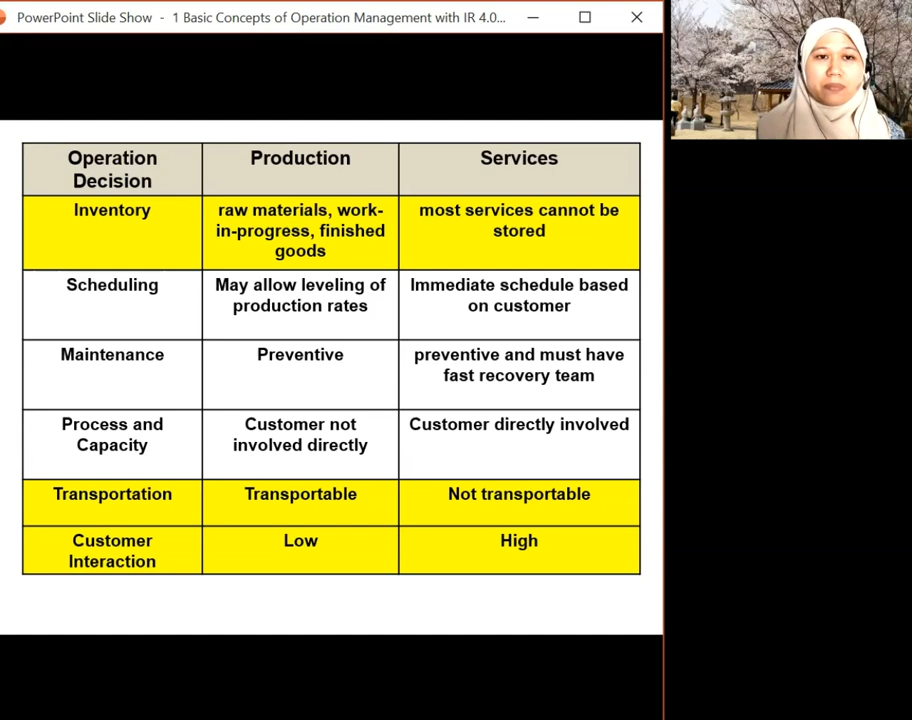 PowerPoint Slide Show - 1 Basic Concepts of Operation Management with IR 4.0...
Operation
Decision
Production
Services
Inventory
raw materials, work-
in-progress, finished
goods
most services cannot be
stored
Scheduling
May allow leveling of
production rates
Immediate schedule based
on customer
Maintenance
Preventive
preventive and must have
fast recovery team
Process and
Capacity
Customer not
involved directly
Customer directly involved
Transportation
Transportable
Not transportable
Customer
Interaction
Low
High